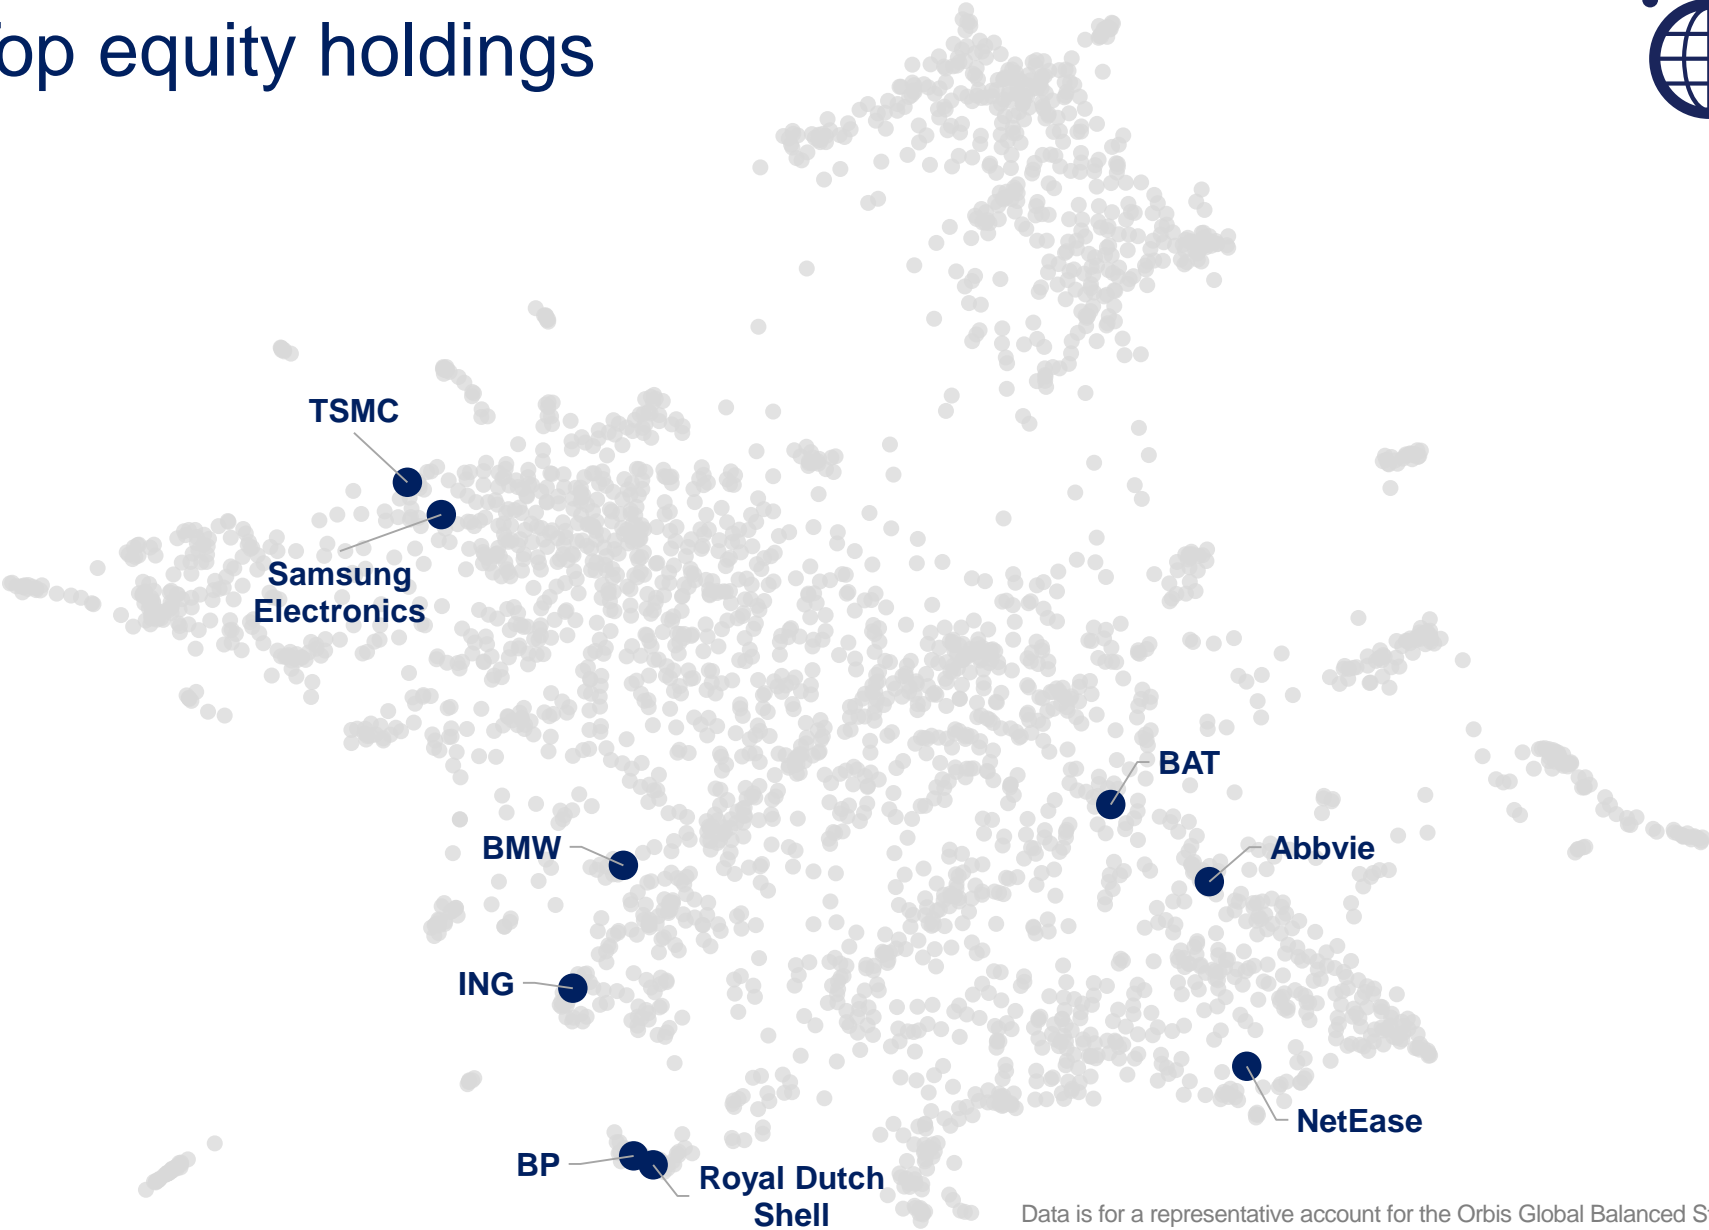 op equity holdings
TSMC
Samsung
Electronics
BAT
BMW
Abbvie
ING
NetEase
BP
Royal Dutch
Shell
Data is for a representative account for the Orbis Global Balanced S